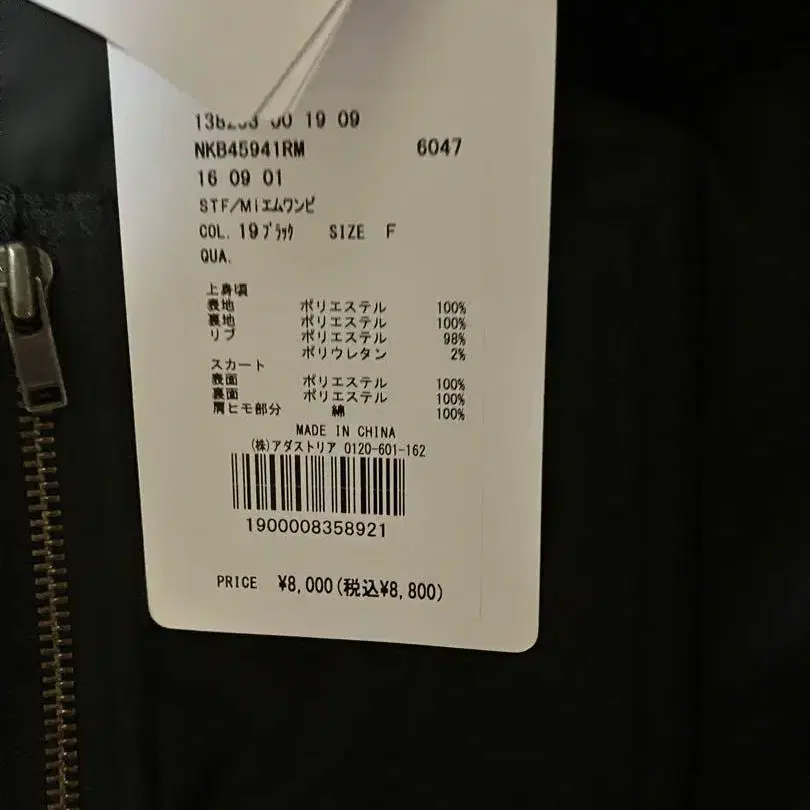 00 19 09
NKB45941RM 6047
16 09 01
STF/Miエムワンピ
COL. 19ブラック SIZE F
QUA.
上身頃
表地 ポリエステル 100%
裏地 ポリエステル 100%
リブ ポリエステル 98%
ポリウレタン 2%
スカート
表面 ポリエステル 100%
裏面 ポリエステル 100%
肩ヒモ部分 綿 100%
MADE IN CHINA
(株)アダストリア 0120-601-162
1900008358921
PRICE ¥8,000(税込¥8,800)